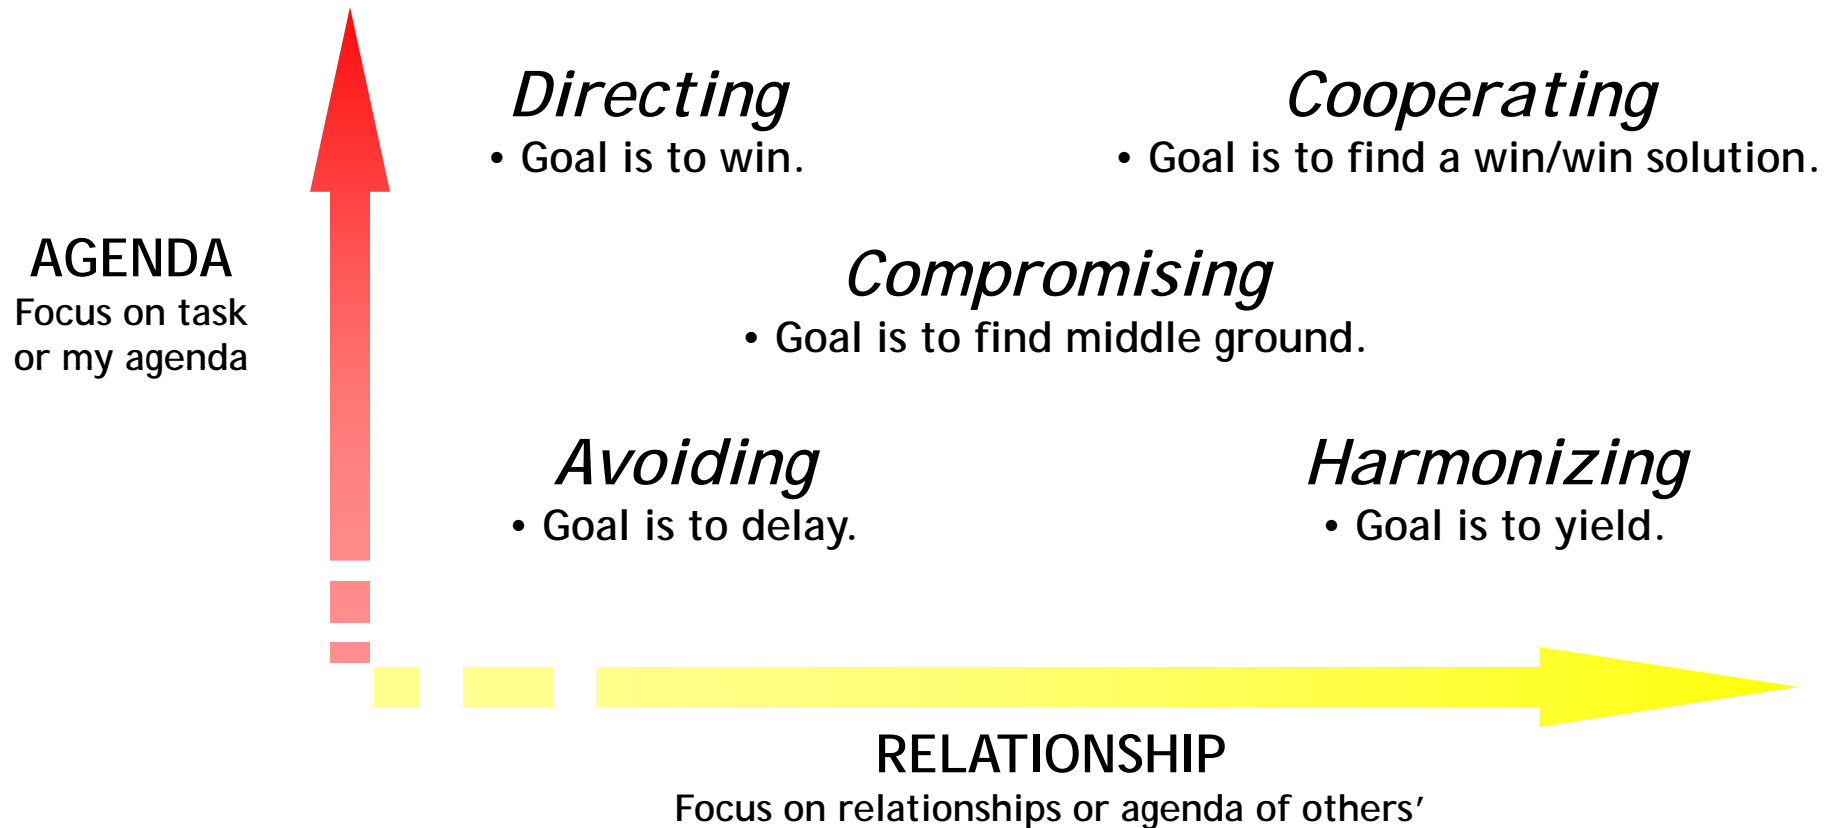 Directing
• Goal is to win.
Cooperating
• Goal is to find a win/win solution.
AGENDA
Focus on task
or my agenda
Compromising
• Goal is to find middle ground.
Avoiding
• Goal is to delay.
Harmonizing
• Goal is to yield.
RELATIONSHIP
Focus on relationships or agenda of others’